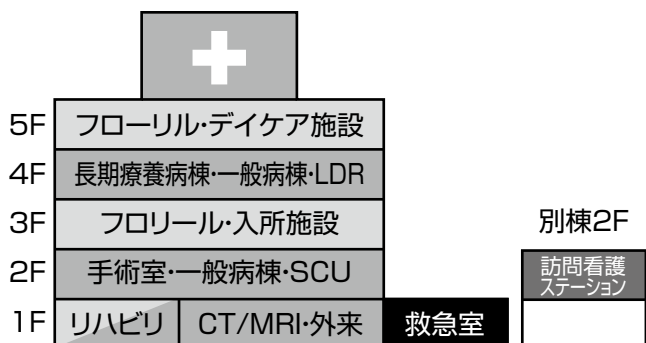 5F フローリル・デイケア施設
4F 長期療養病棟・一般病棟・LDR
3F フロリール・入所施設
別棟2F
2F 手術室・一般病棟・SCU
訪問看護
ステーション
1F リハビリ CT/MRI・外来 救急室